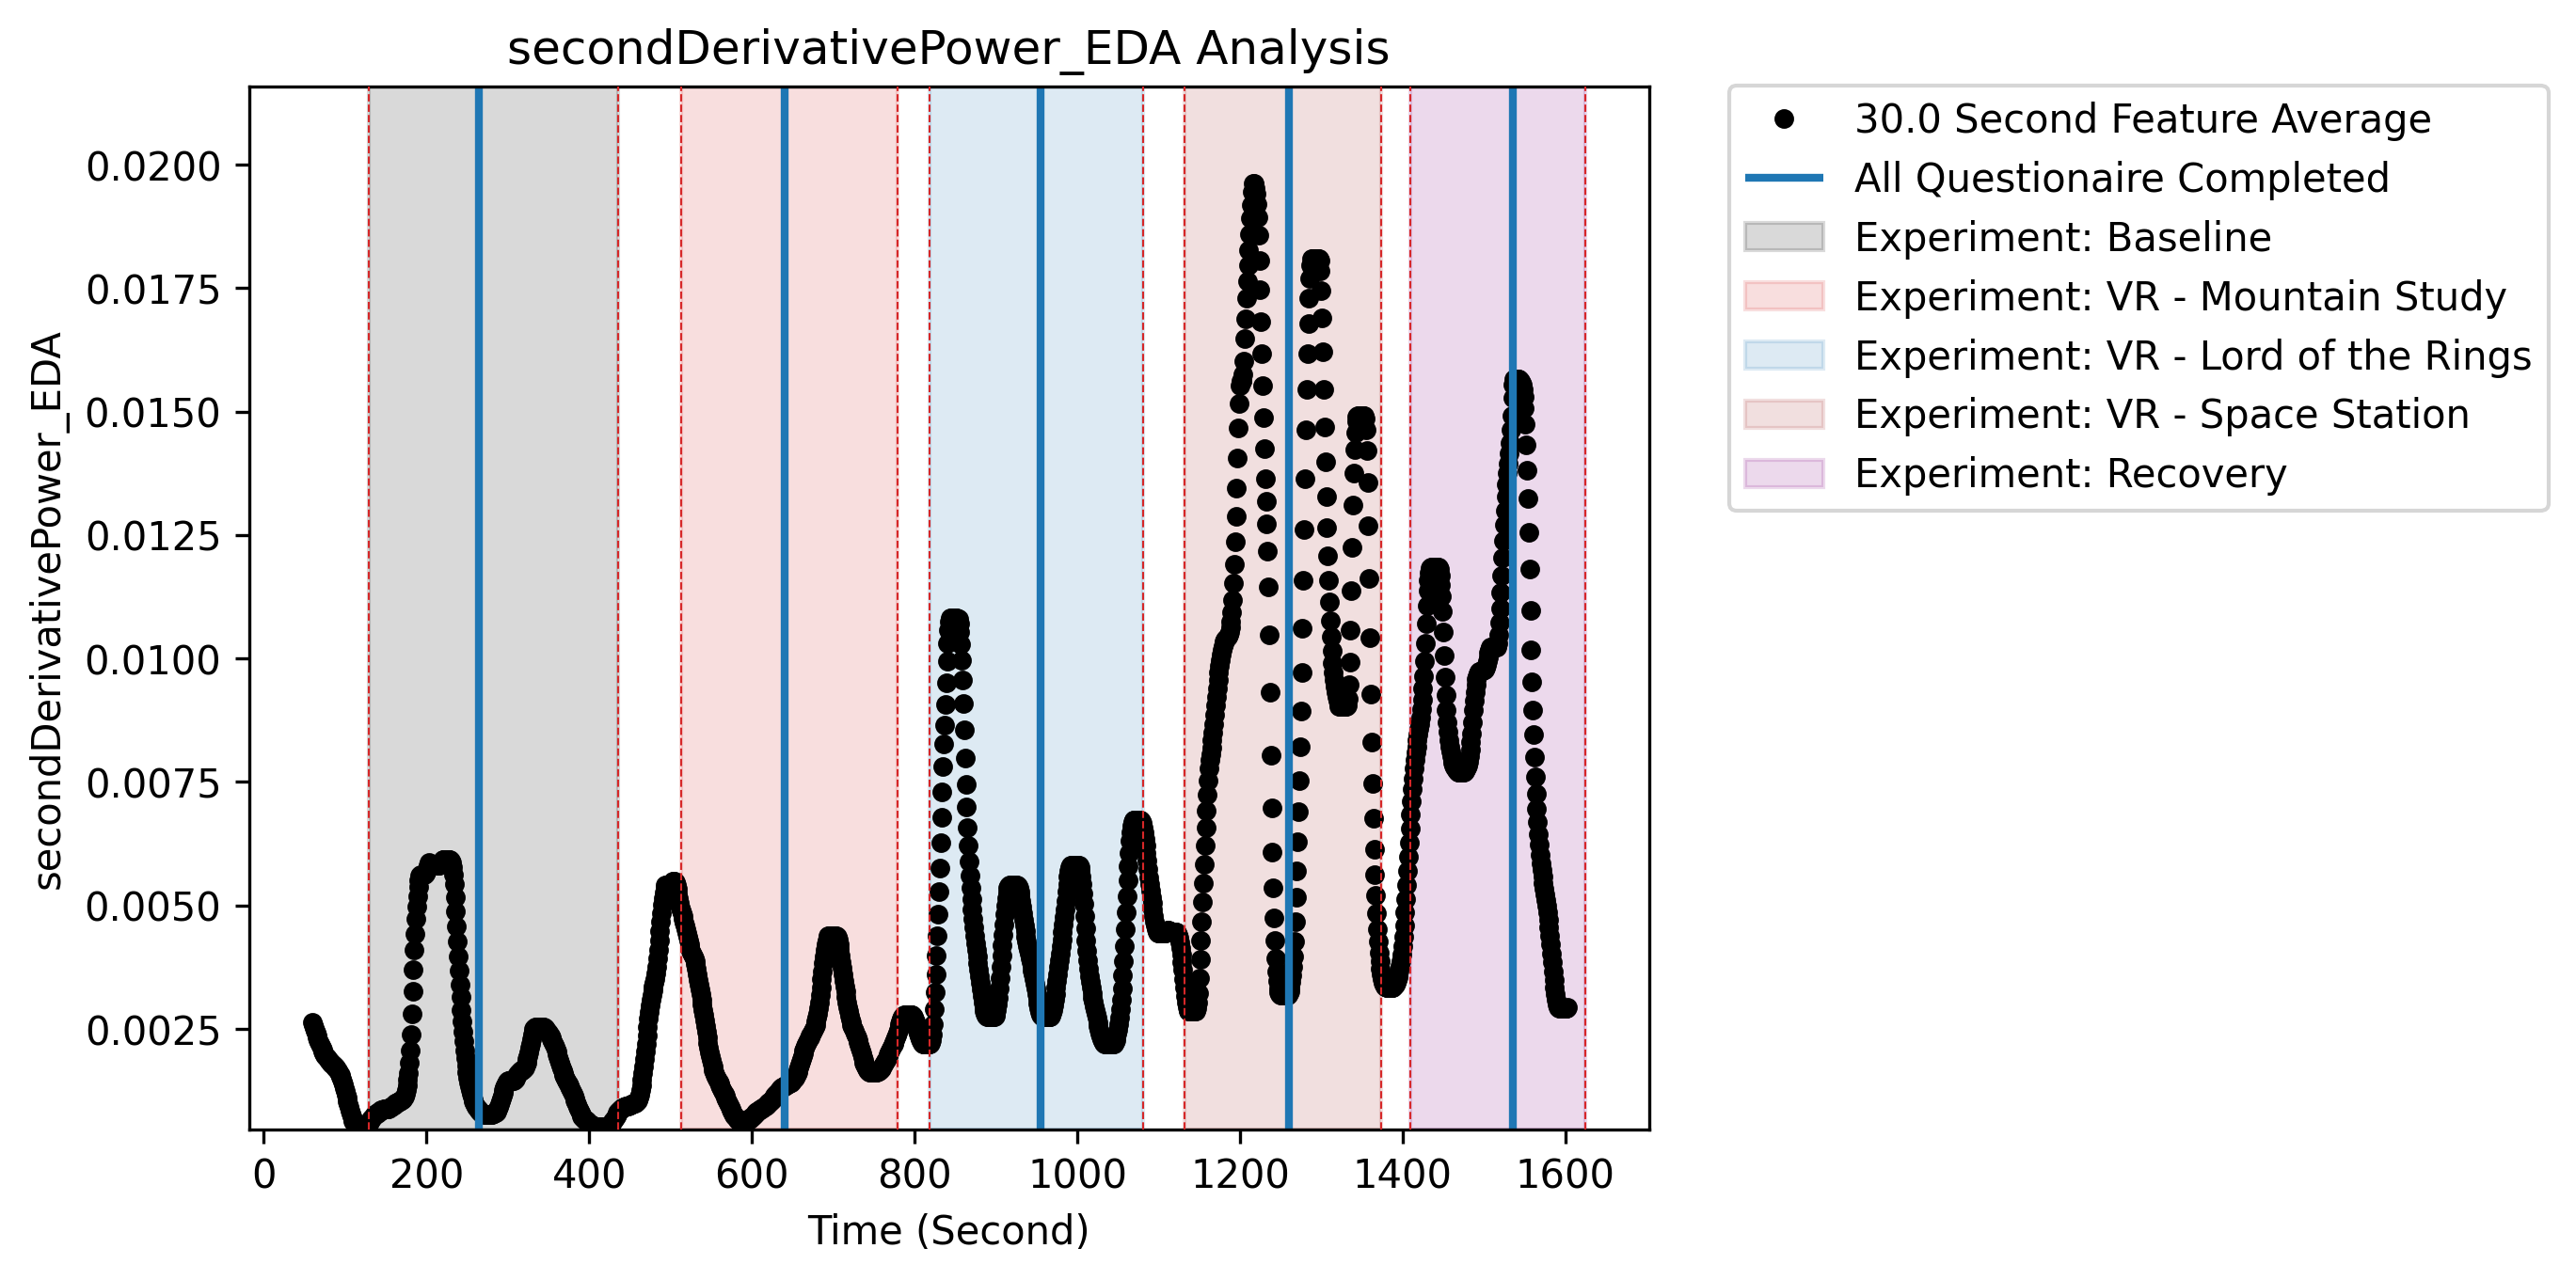 secondDerivativePower_EDA Analysis
secondDerivativePower_EDA
0.0200
0.0175
0.0150
0.0125
0.0100
0.0075
0.0050
0.0025
0 200 400 600 800 1000 1200 1400 1600
Time (Second)
30.0 Second Feature Average
All Questionaire Completed
Experiment: Baseline
Experiment: VR - Mountain Study
Experiment: VR - Lord of the Rings
Experiment: VR - Space Station
Experiment: Recovery